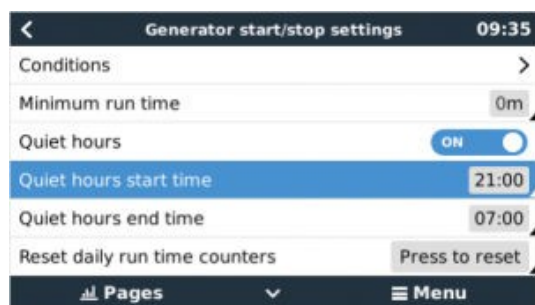 Generator start/stop settings 09:35
Conditions
Minimum run time 0m
Quiet hours ON
Quiet hours start time 21:00
Quiet hours end time 07:00
Reset daily run time counters Press to reset
Pages Menu